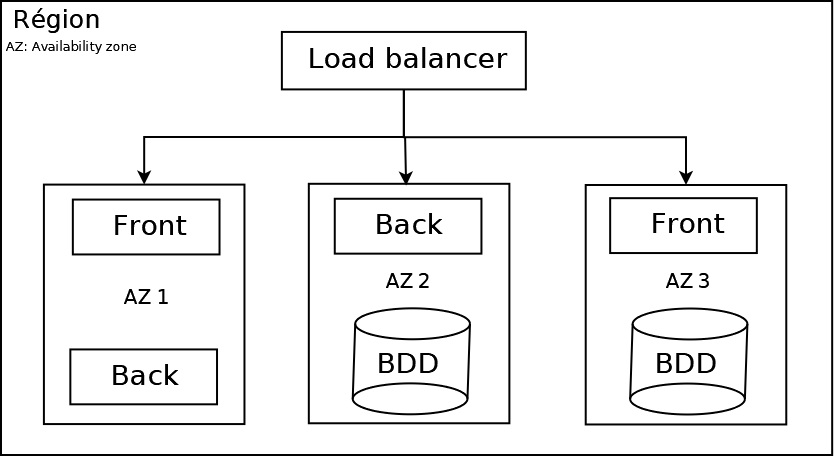 Région
AZ: Availability zone
Load balancer
Front
AZ 1
Back
Back
AZ 2
BDD
Front
AZ 3
BDD